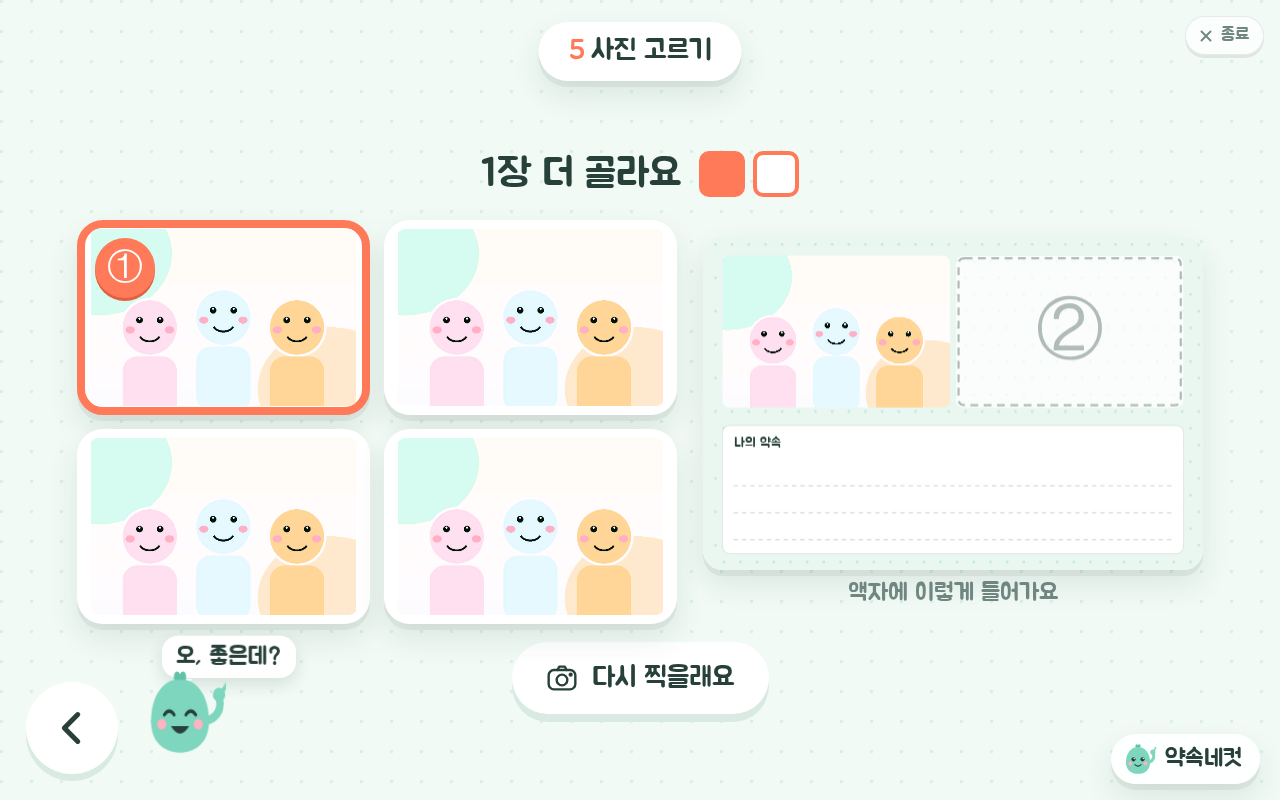 5 사진 고르기
× 종료
1장 더 골라요
①
②
나의 약속
액자에 이렇게 들어가요
오, 좋은데?
다시 찍을래요
약속네컷